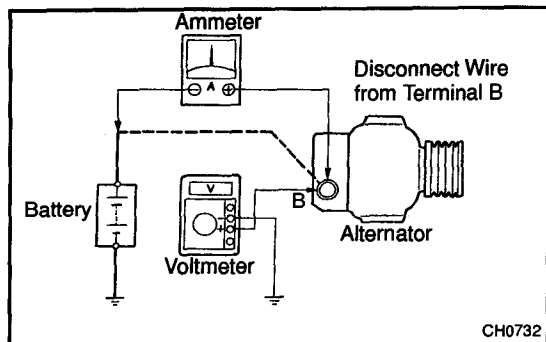 Ammeter
A
Disconnect Wire
from Terminal B
V
B
Battery
Voltmeter
Alternator
CH0732